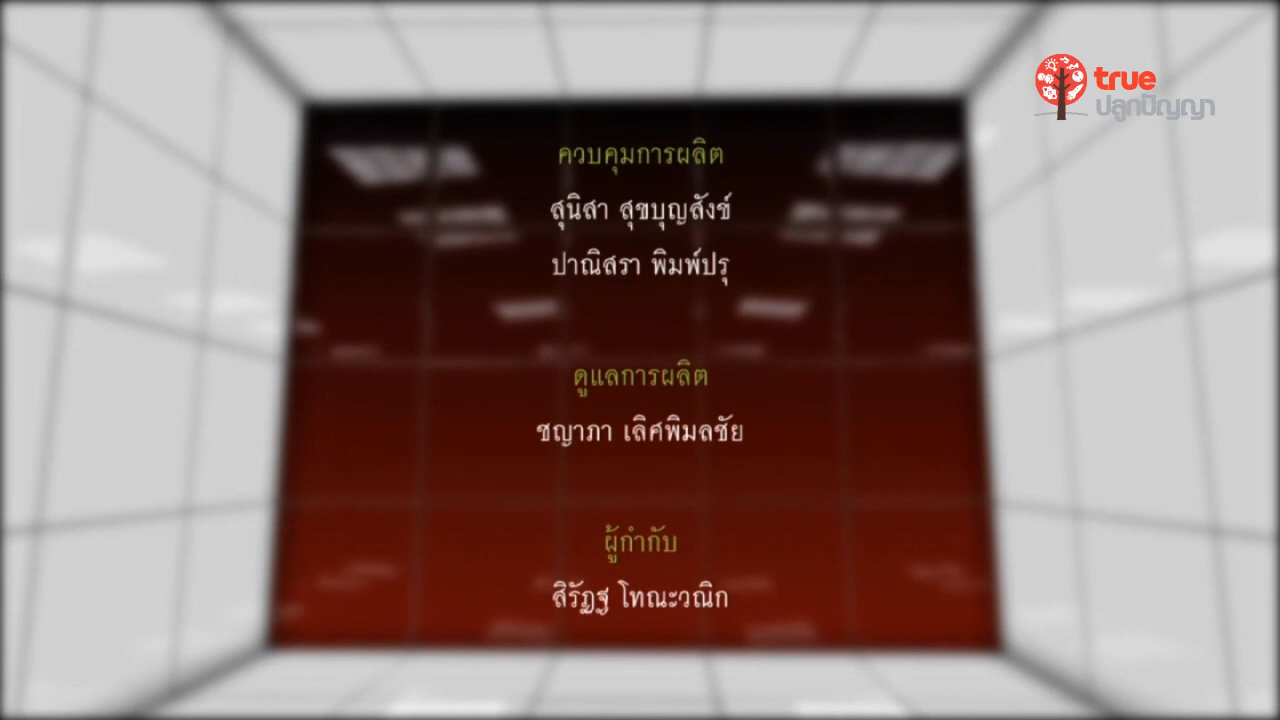 true
ปลูกปัญญา
ควบคุมการผลิต
สุนิสา สุขบุญสังข์
ปาณิสรา พิมพ์ปรุ
ดูแลการผลิต
ชญาภา เลิศพิมลชัย
ผู้กำกับ
สิรัฏฐ โทณะวณิก